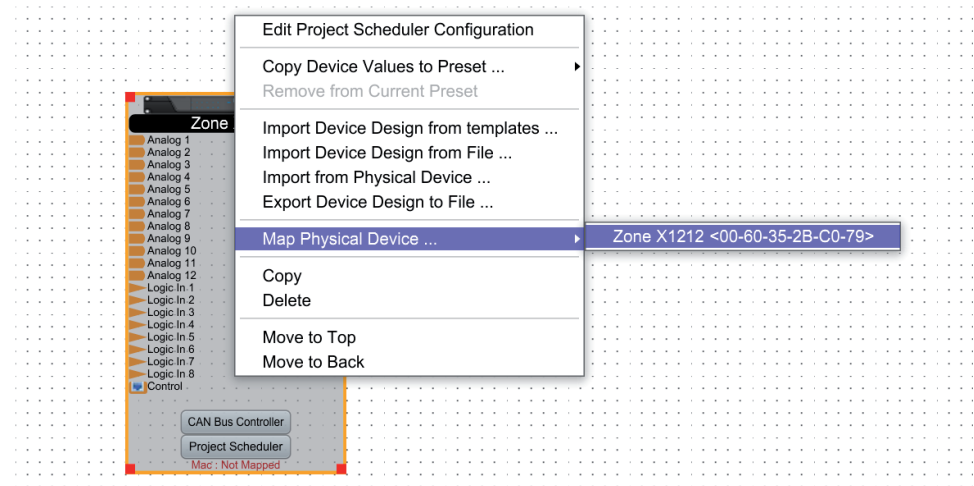 Edit Project Scheduler Configuration
Copy Device Values to Preset ...
Remove from Current Preset
Import Device Design from templates ...
Import Device Design from File ...
Import from Physical Device ...
Export Device Design to File ...
Map Physical Device ...
Zone X1212 <00-60-35-2B-C0-79>
Copy
Delete
Move to Top
Move to Back
Zone
Analog 1
Analog 2
Analog 3
Analog 4
Analog 5
Analog 6
Analog 7
Analog 8
Analog 9
Analog 10
Analog 11
Analog 12
Logic In 1
Logic In 2
Logic In 3
Logic In 4
Logic In 5
Logic In 6
Logic In 7
Logic In 8
Control
CAN Bus Controller
Project Scheduler
Mac : Not Mapped